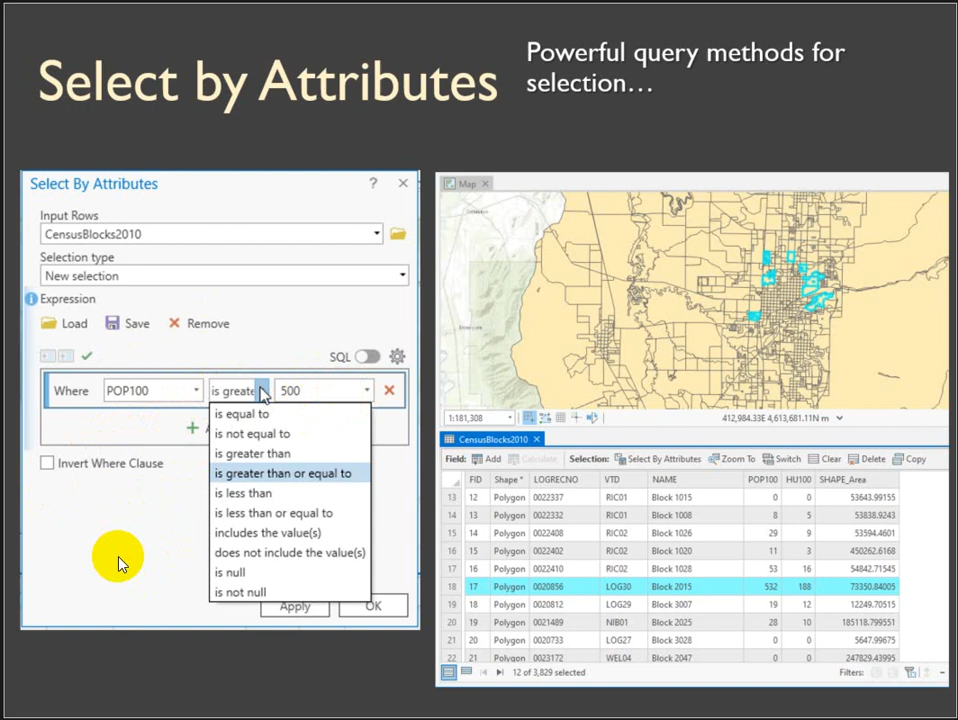 Select by Attributes
Powerful query methods for
selection…
Select By Attributes
?
Input Rows
CensusBlocks2010
Selection type
New selection
Expression
Load Save Remove
SQL
Where POP100 is greate 500
is equal to
is not equal to
is greater than
is greater than or equal to
is less than
is less than or equal to
includes the value(s)
does not include the value(s)
is null
is not null
Invert Where Clause
Apply OK
Map
1:181,308 412,984.33E 4,613,681.11N m
CensusBlocks2010
Field: Add Calculate Selection: Select By Attributes Zoom To Switch Clear Delete Copy
FID Shape * LOGRECNO VTD NAME POP100 HU100 SHAPE_Area
13 12 Polygon 0022337 RIC01 Block 1015 0 0 53643.99155
14 13 Polygon 0022332 RIC01 Block 1008 8 5 53838.9243
15 14 Polygon 0022408 RIC02 Block 1026 29 9 53594.4601
16 15 Polygon 0022402 RIC02 Block 1020 11 3 450262.6168
17 16 Polygon 0022410 RIC02 Block 1028 53 16 54842.71545
18 17 Polygon 0020856 LOG30 Block 2015 532 188 73350.84005
19 18 Polygon 0020812 LOG29 Block 3007 19 12 12249.70515
20 19 Polygon 0021489 NIB01 Block 2025 28 10 185118.799551
21 20 Polygon 0020733 LOG27 Block 3028 0 0 5647.99675
22 21 Polygon 0023172 WEL04 Block 2047 0 0 247829.43995
12 of 3,829 selected Filters: